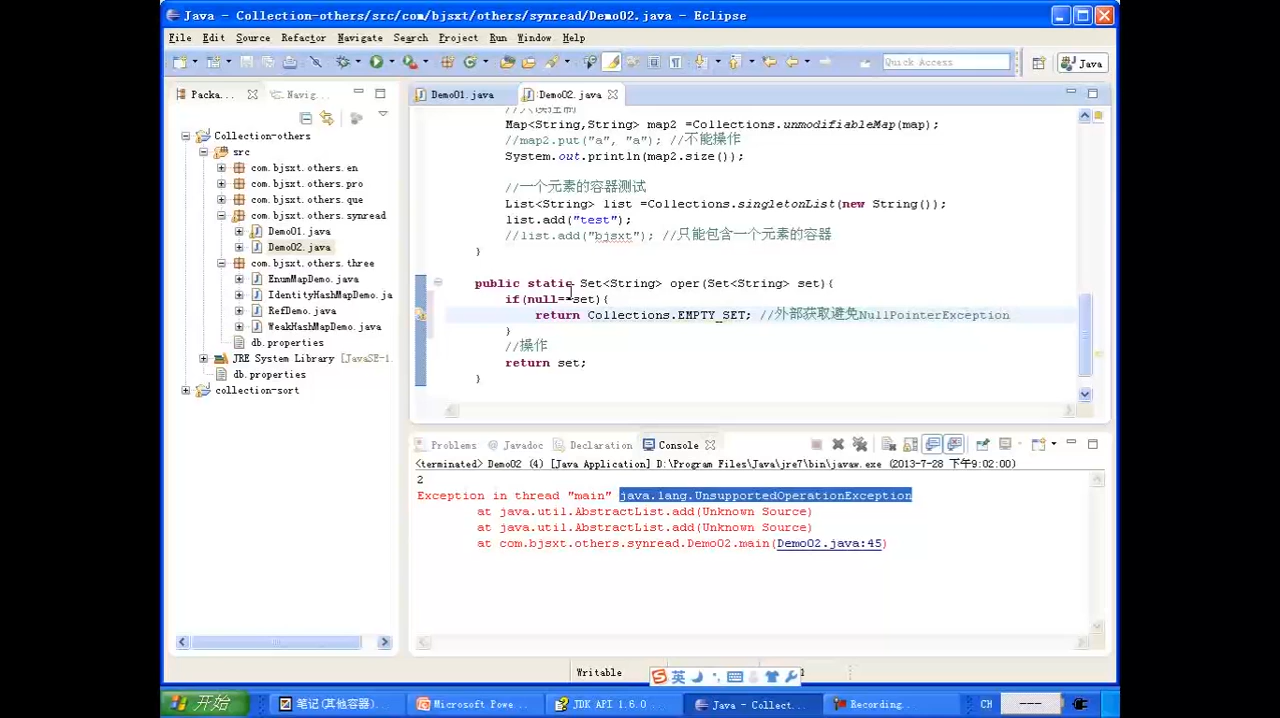 Java - Collection-others/src/com/bjsxt/others/synread/Demo02.java - Eclipse
File Edit Source Refactor Navigate Search Project Run Window Help
Quick Access
Java
Packa...
Navig...
Demo01.java
Demo02.java
Collection-others
src
com.bjsxt.others.en
com.bjsxt.others.pro
com.bjsxt.others.que
com.bjsxt.others.synread
Demo01.java
Demo02.java
com.bjsxt.others.three
EnumMapDemo.java
IdentityHashMapDemo.ja
RefDemo.java
WeakHashMapDemo.java
db.properties
JRE System Library [JavaSE-1.
db.properties
collection-sort
Map<String,String> map2 =Collections.unmodifiableMap(map);
//map2.put("a", "a"); //不能操作
System.out.println(map2.size());
//一个元素的容器测试
List<String> list =Collections.singletonList(new String());
list.add("test");
//list.add("bjsxt"); //只能包含一个元素的容器
}
public static Set<String> oper(Set<String> set){
if(null==set){
return Collections.EMPTY_SET; //外部获取避免NullPointerException
}
//操作
return set;
}
Problems @ Javadoc Declaration Console
<terminated> Demo02 (4) [Java Application] D:\Program Files\Java\jre7\bin\javaw.exe (2013-7-28 下午9:02:00)
2
Exception in thread "main" java.lang.UnsupportedOperationException
at java.util.AbstractList.add(Unknown Source)
at java.util.AbstractList.add(Unknown Source)
at com.bjsxt.others.synread.Demo02.main(Demo02.java:45)
Writable
英
开始
笔记(其他容器)...
Microsoft Powe...
JDK API 1.6.0 ...
Java - Collect...
Recording...
CH